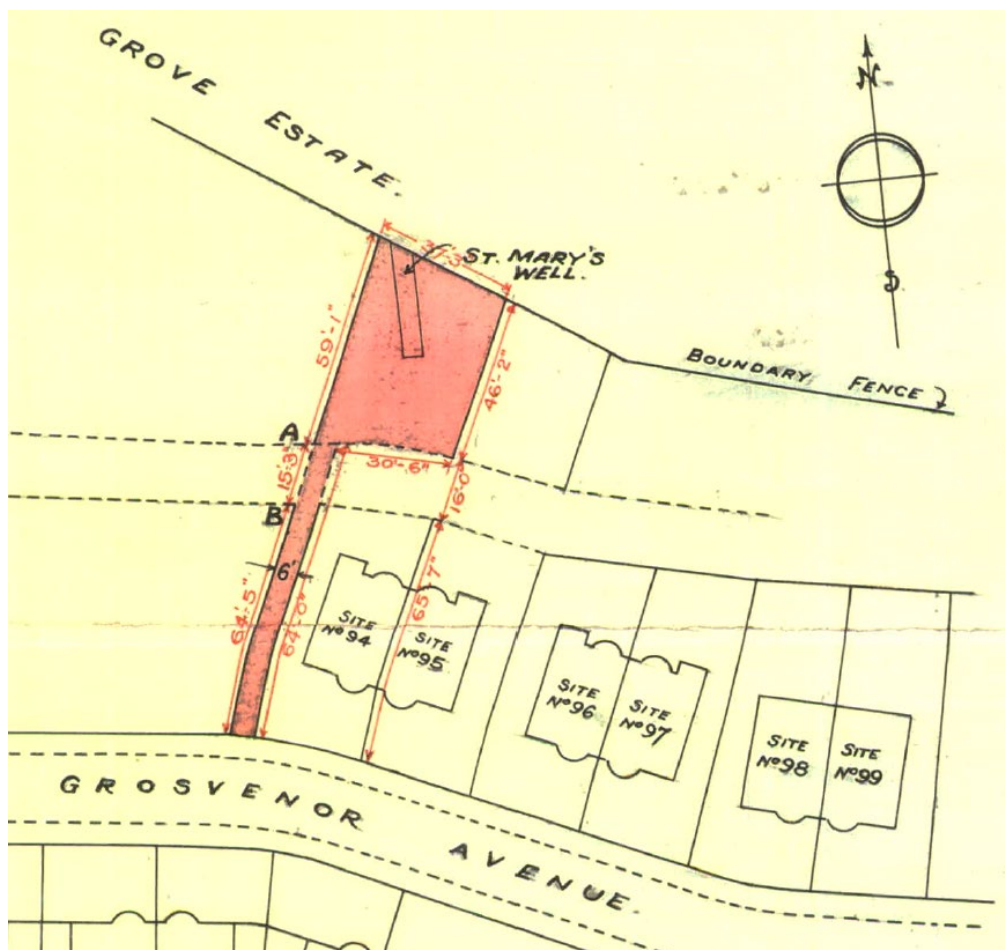 GROVE
ESTATE.
N
S
37'-3"
ST. MARY'S
WELL.
59'-1"
46'-2"
BOUNDARY FENCE
A
30'-6"
15'-3"
16'-0"
B
6'
64'-5"
64'-0"
65'-7"
SITE
No 94
SITE
No 95
SITE
No 96
SITE
No 97
SITE
No 98
SITE
No 99
GROSVENOR
AVENUE.